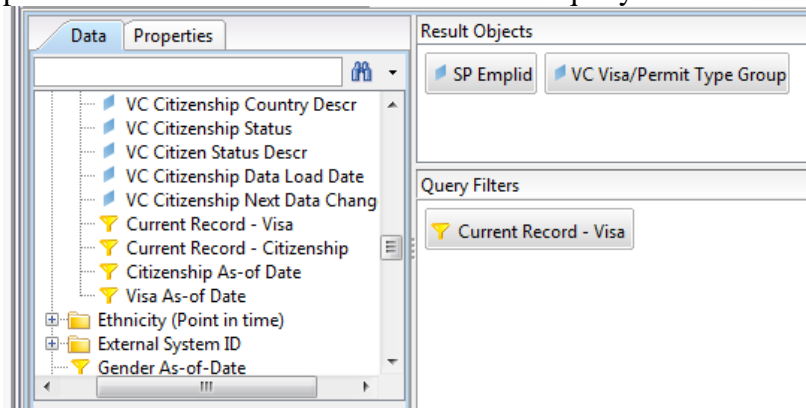 Data Properties
VC Citizenship Country Descr
VC Citizenship Status
VC Citizen Status Descr
VC Citizenship Data Load Date
VC Citizenship Next Data Chang
Current Record - Visa
Current Record - Citizenship
Citizenship As-of Date
Visa As-of Date
Ethnicity (Point in time)
External System ID
Gender As-of-Date
Result Objects
SP Emplid VC Visa/Permit Type Group
Query Filters
Current Record - Visa